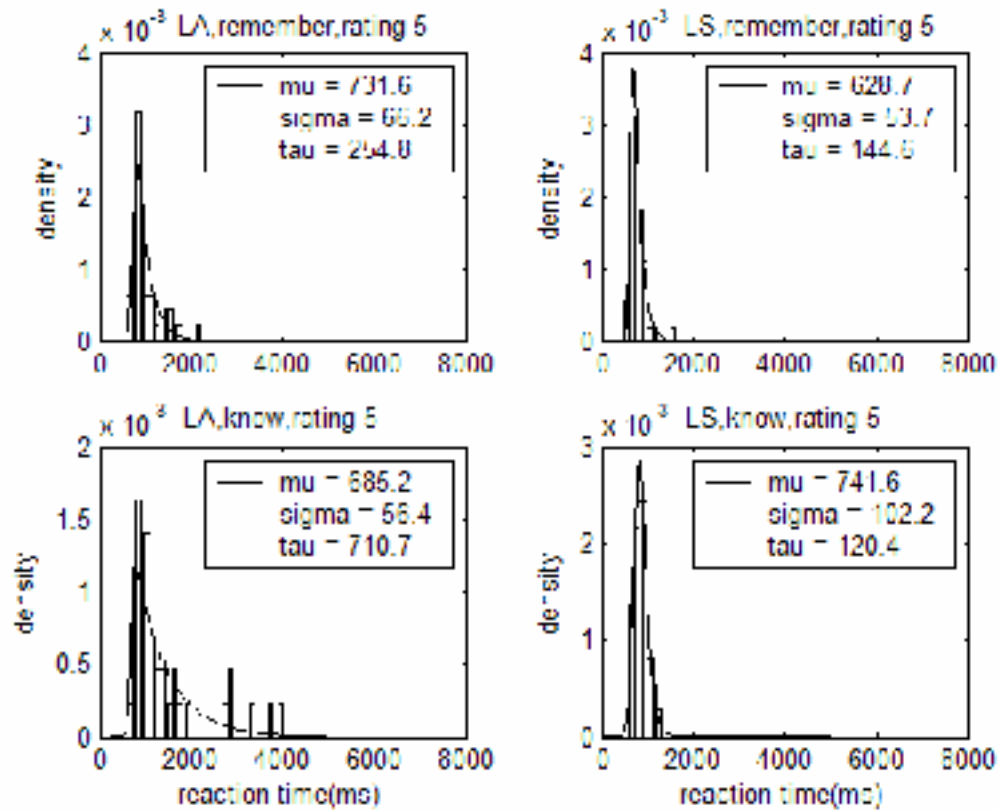 x 10⁻³ LA,remember,rating 5
4
3
2
1
0
density
mu = 731.6
sigma = 66.2
tau = 254.8
0 2000 4000 6000 8000
x 10⁻³ LS,remember,rating 5
4
3
2
1
0
density
mu = 628.7
sigma = 53.7
tau = 144.6
0 2000 4000 6000 8000
x 10⁻³ LA,know,rating 5
2
1.5
1
0.5
0
density
mu = 685.2
sigma = 56.4
tau = 710.7
0 2000 4000 6000 8000
reaction time(ms)
x 10⁻³ LS,know,rating 5
3
2
1
0
density
mu = 741.6
sigma = 102.2
tau = 120.4
0 2000 4000 6000 8000
reaction time(ms)